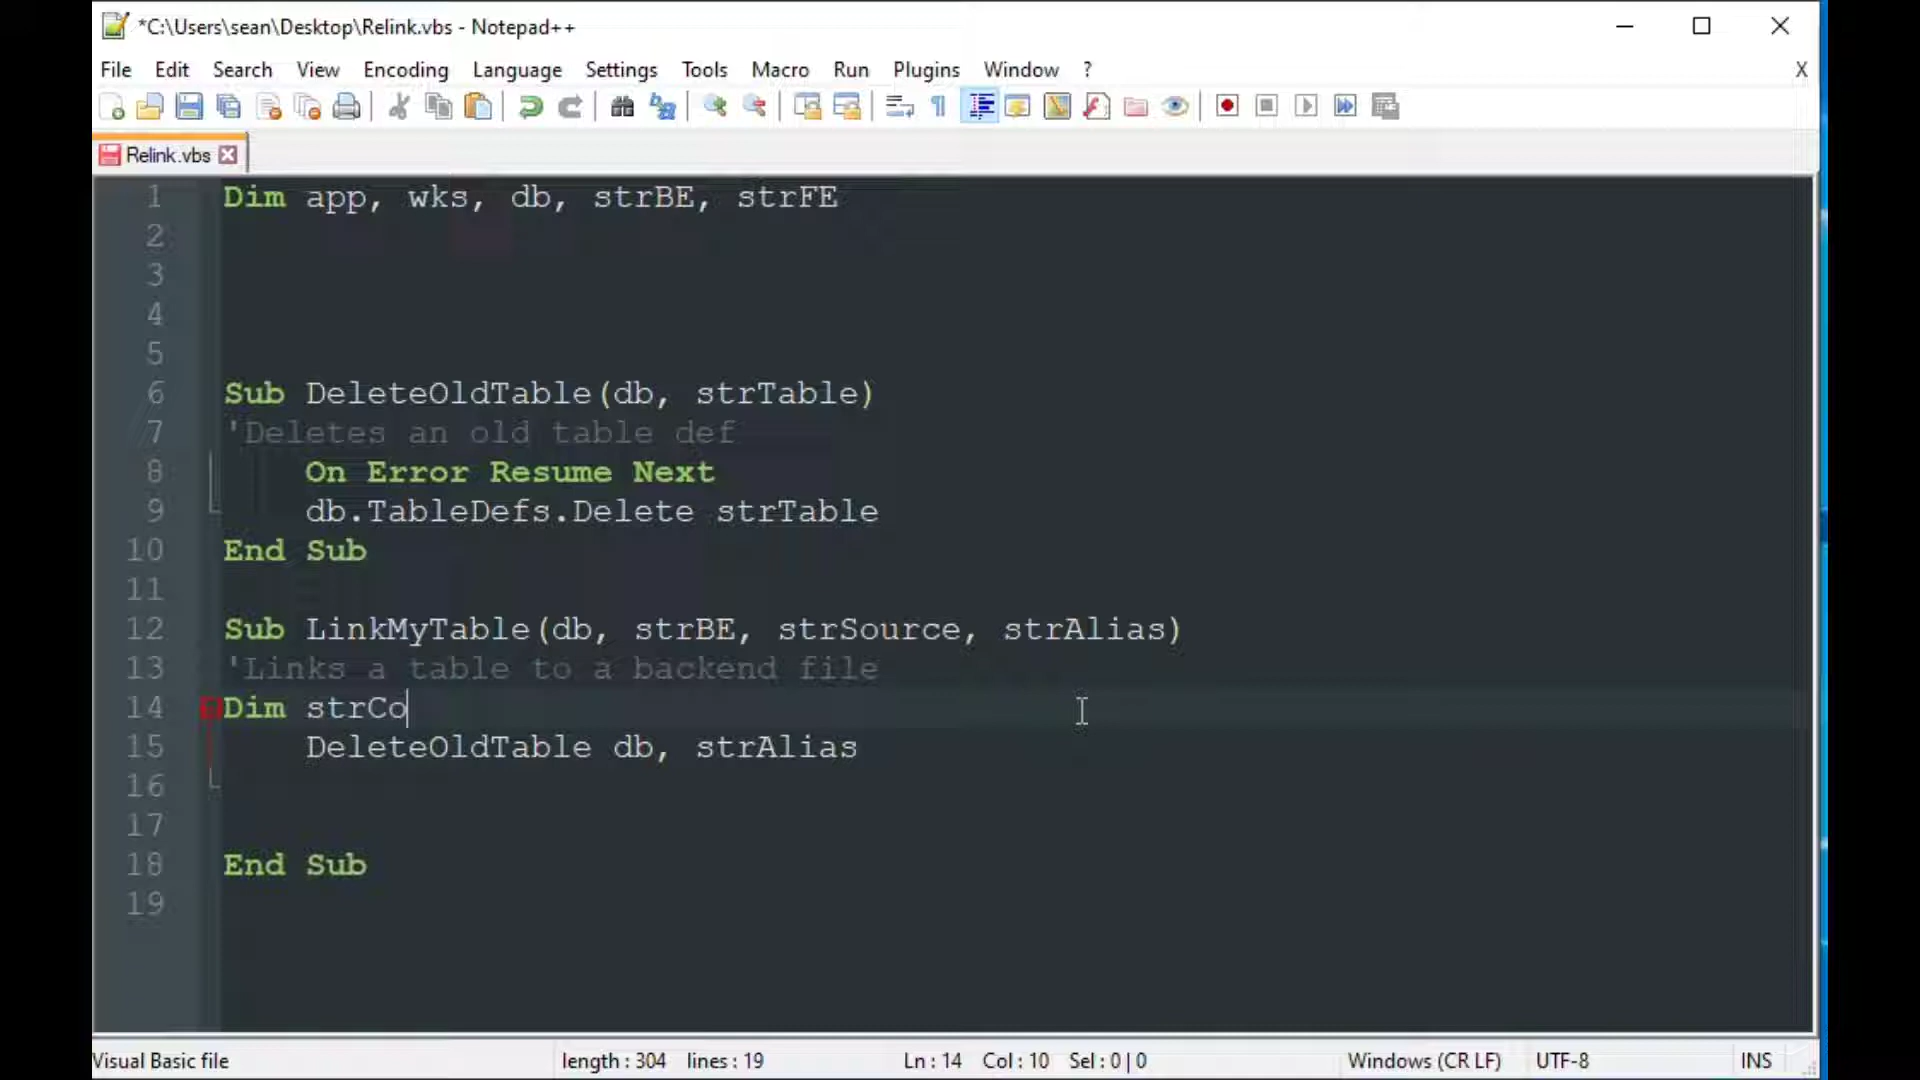 *C:\Users\sean\Desktop\Relink.vbs - Notepad++
File Edit Search View Encoding Language Settings Tools Macro Run Plugins Window ? X
Relink.vbs
1 Dim app, wks, db, strBE, strFE
2
3
4
5
6 Sub DeleteOldTable(db, strTable)
7 'Deletes an old table def
8 On Error Resume Next
9 db.TableDefs.Delete strTable
10 End Sub
11
12 Sub LinkMyTable(db, strBE, strSource, strAlias)
13 'Links a table to a backend file
14 Dim strCo
15 DeleteOldTable db, strAlias
16
17
18 End Sub
19
Visual Basic file length : 304 lines : 19 Ln : 14 Col : 10 Sel : 0 | 0 Windows (CR LF) UTF-8 INS